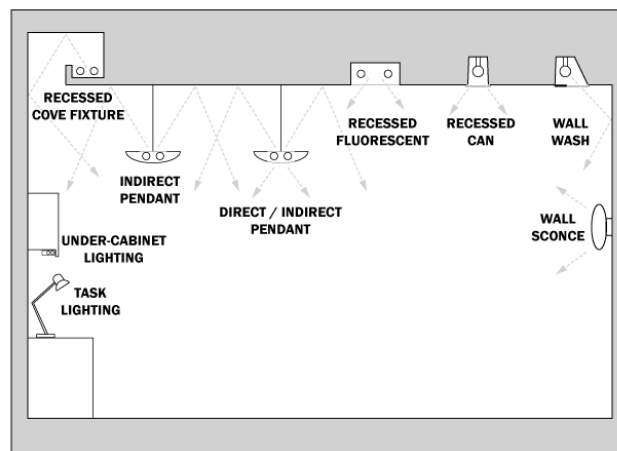 RECESSED
COVE FIXTURE
RECESSED
FLUORESCENT
RECESSED
CAN
WALL
WASH
INDIRECT
PENDANT
DIRECT / INDIRECT
PENDANT
WALL
SCONCE
UNDER-CABINET
LIGHTING
TASK
LIGHTING